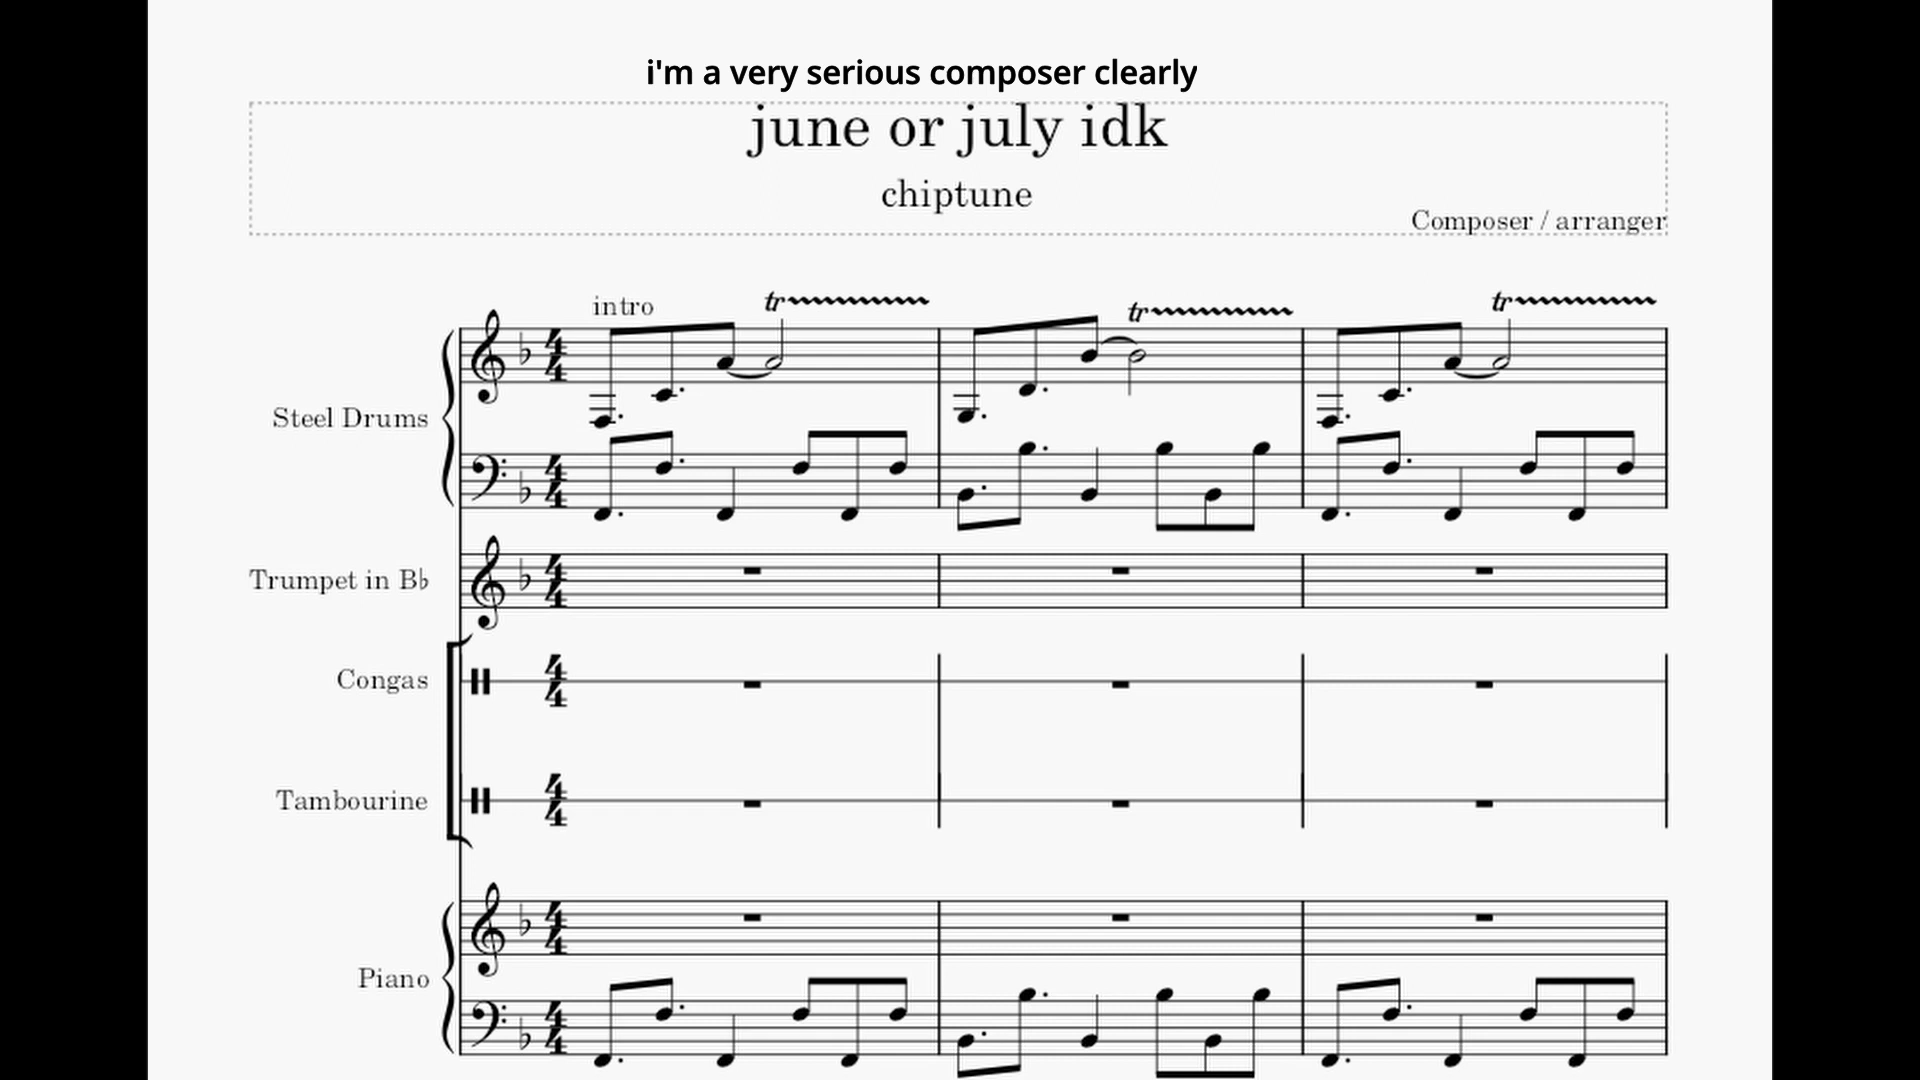 i'm a very serious composer clearly
june or july idk
chiptune
Composer / arranger
intro
tr
tr
tr
Steel Drums
Trumpet in B♭
Congas
Tambourine
Piano